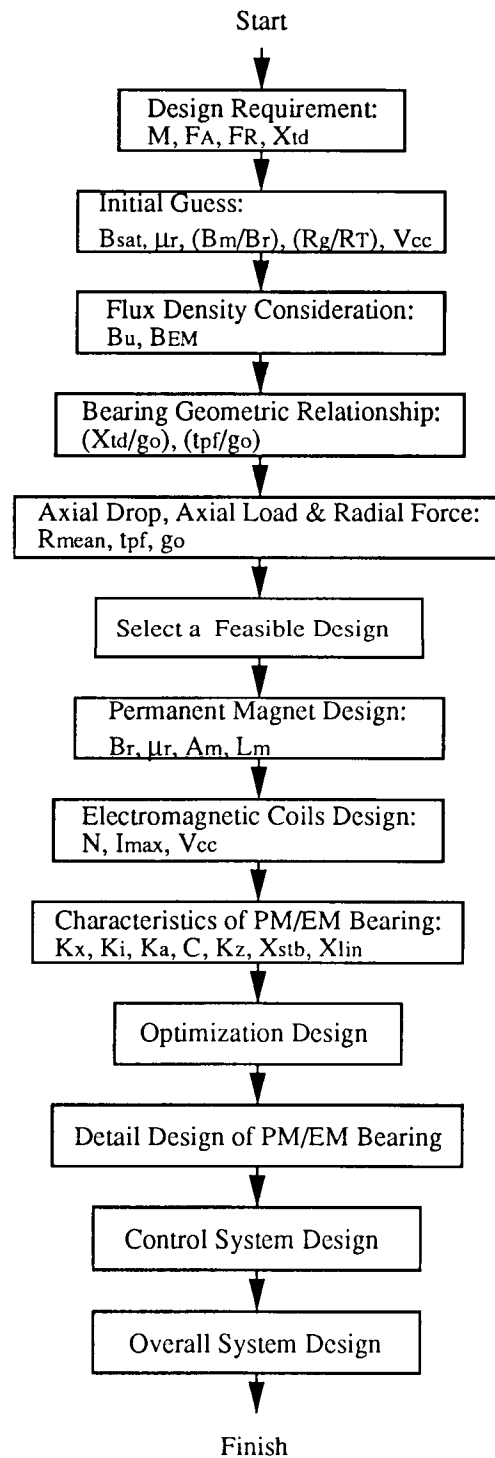 Start
Design Requirement:
M, FA, FR, Xtd
Initial Guess:
Bsat, μr, (Bm/Br), (Rg/RT), Vcc
Flux Density Consideration:
Bu, BEM
Bearing Geometric Relationship:
(Xtd/go), (tpf/go)
Axial Drop, Axial Load & Radial Force:
Rmean, tpf, go
Select a Feasible Design
Permanent Magnet Design:
Br, μr, Am, Lm
Electromagnetic Coils Design:
N, Imax, Vcc
Characteristics of PM/EM Bearing:
Kx, Ki, Ka, C, Kz, Xstb, Xlin
Optimization Design
Detail Design of PM/EM Bearing
Control System Design
Overall System Design
Finish